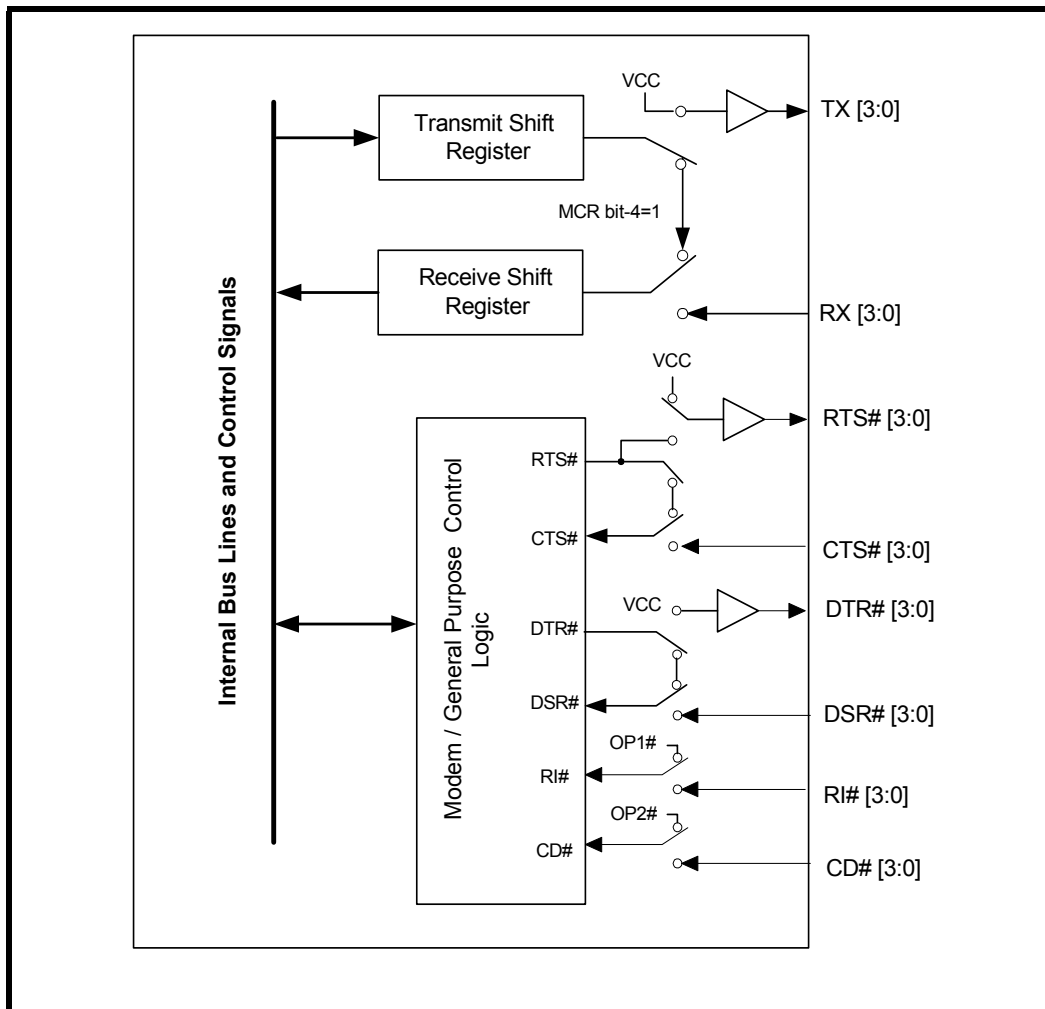 VCC
TX [3:0]
Transmit Shift
Register
MCR bit-4=1
Receive Shift
Register
RX [3:0]
Internal Bus Lines and Control Signals
VCC
RTS# [3:0]
Modem / General Purpose Control
Logic
RTS#
CTS#
CTS# [3:0]
VCC
DTR# [3:0]
DTR#
DSR#
DSR# [3:0]
OP1#
RI#
RI# [3:0]
OP2#
CD#
CD# [3:0]